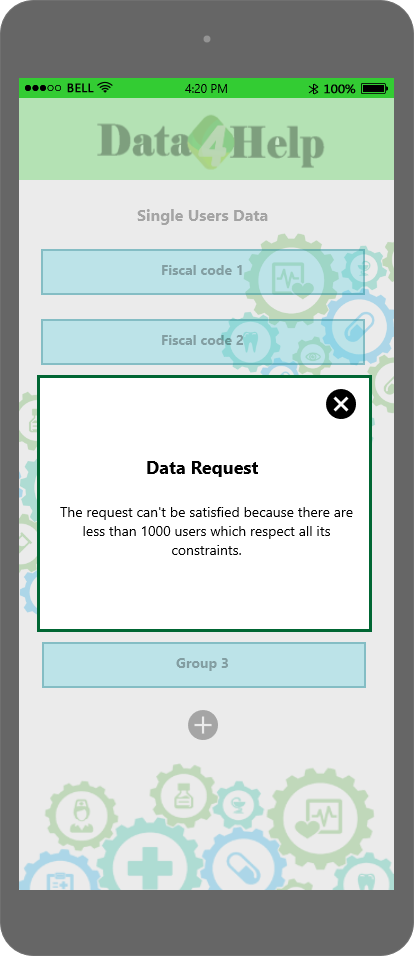 BELL
4:20 PM
100%
Data4Help
Single Users Data
Fiscal code 1
Fiscal code 2
Data Request
The request can't be satisfied because there are
less than 1000 users which respect all its
constraints.
Group 3